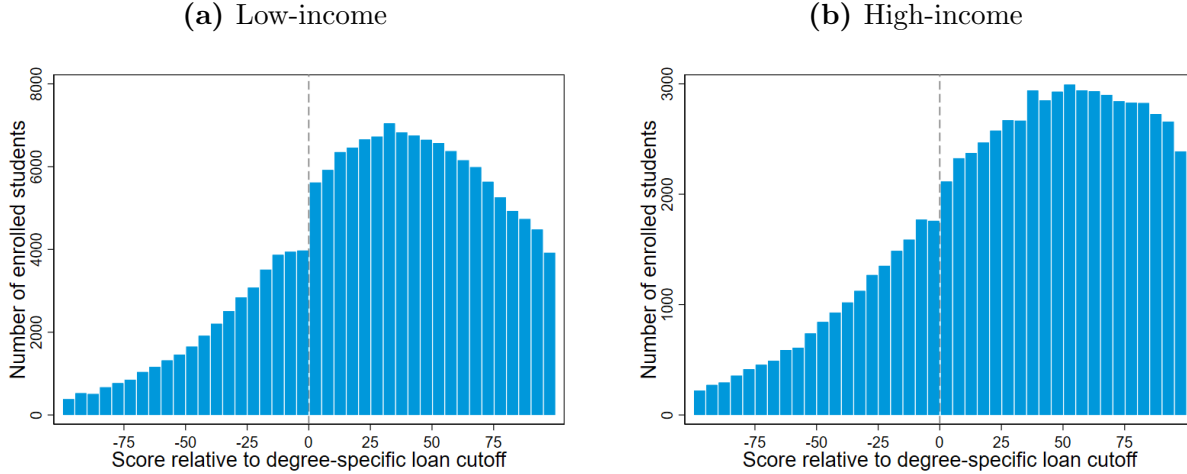 (a) Low-income
Number of enrolled students
8000
6000
4000
2000
0
-75 -50 -25 0 25 50 75
Score relative to degree-specific loan cutoff
(b) High-income
Number of enrolled students
3000
2000
1000
0
-75 -50 -25 0 25 50 75
Score relative to degree-specific loan cutoff